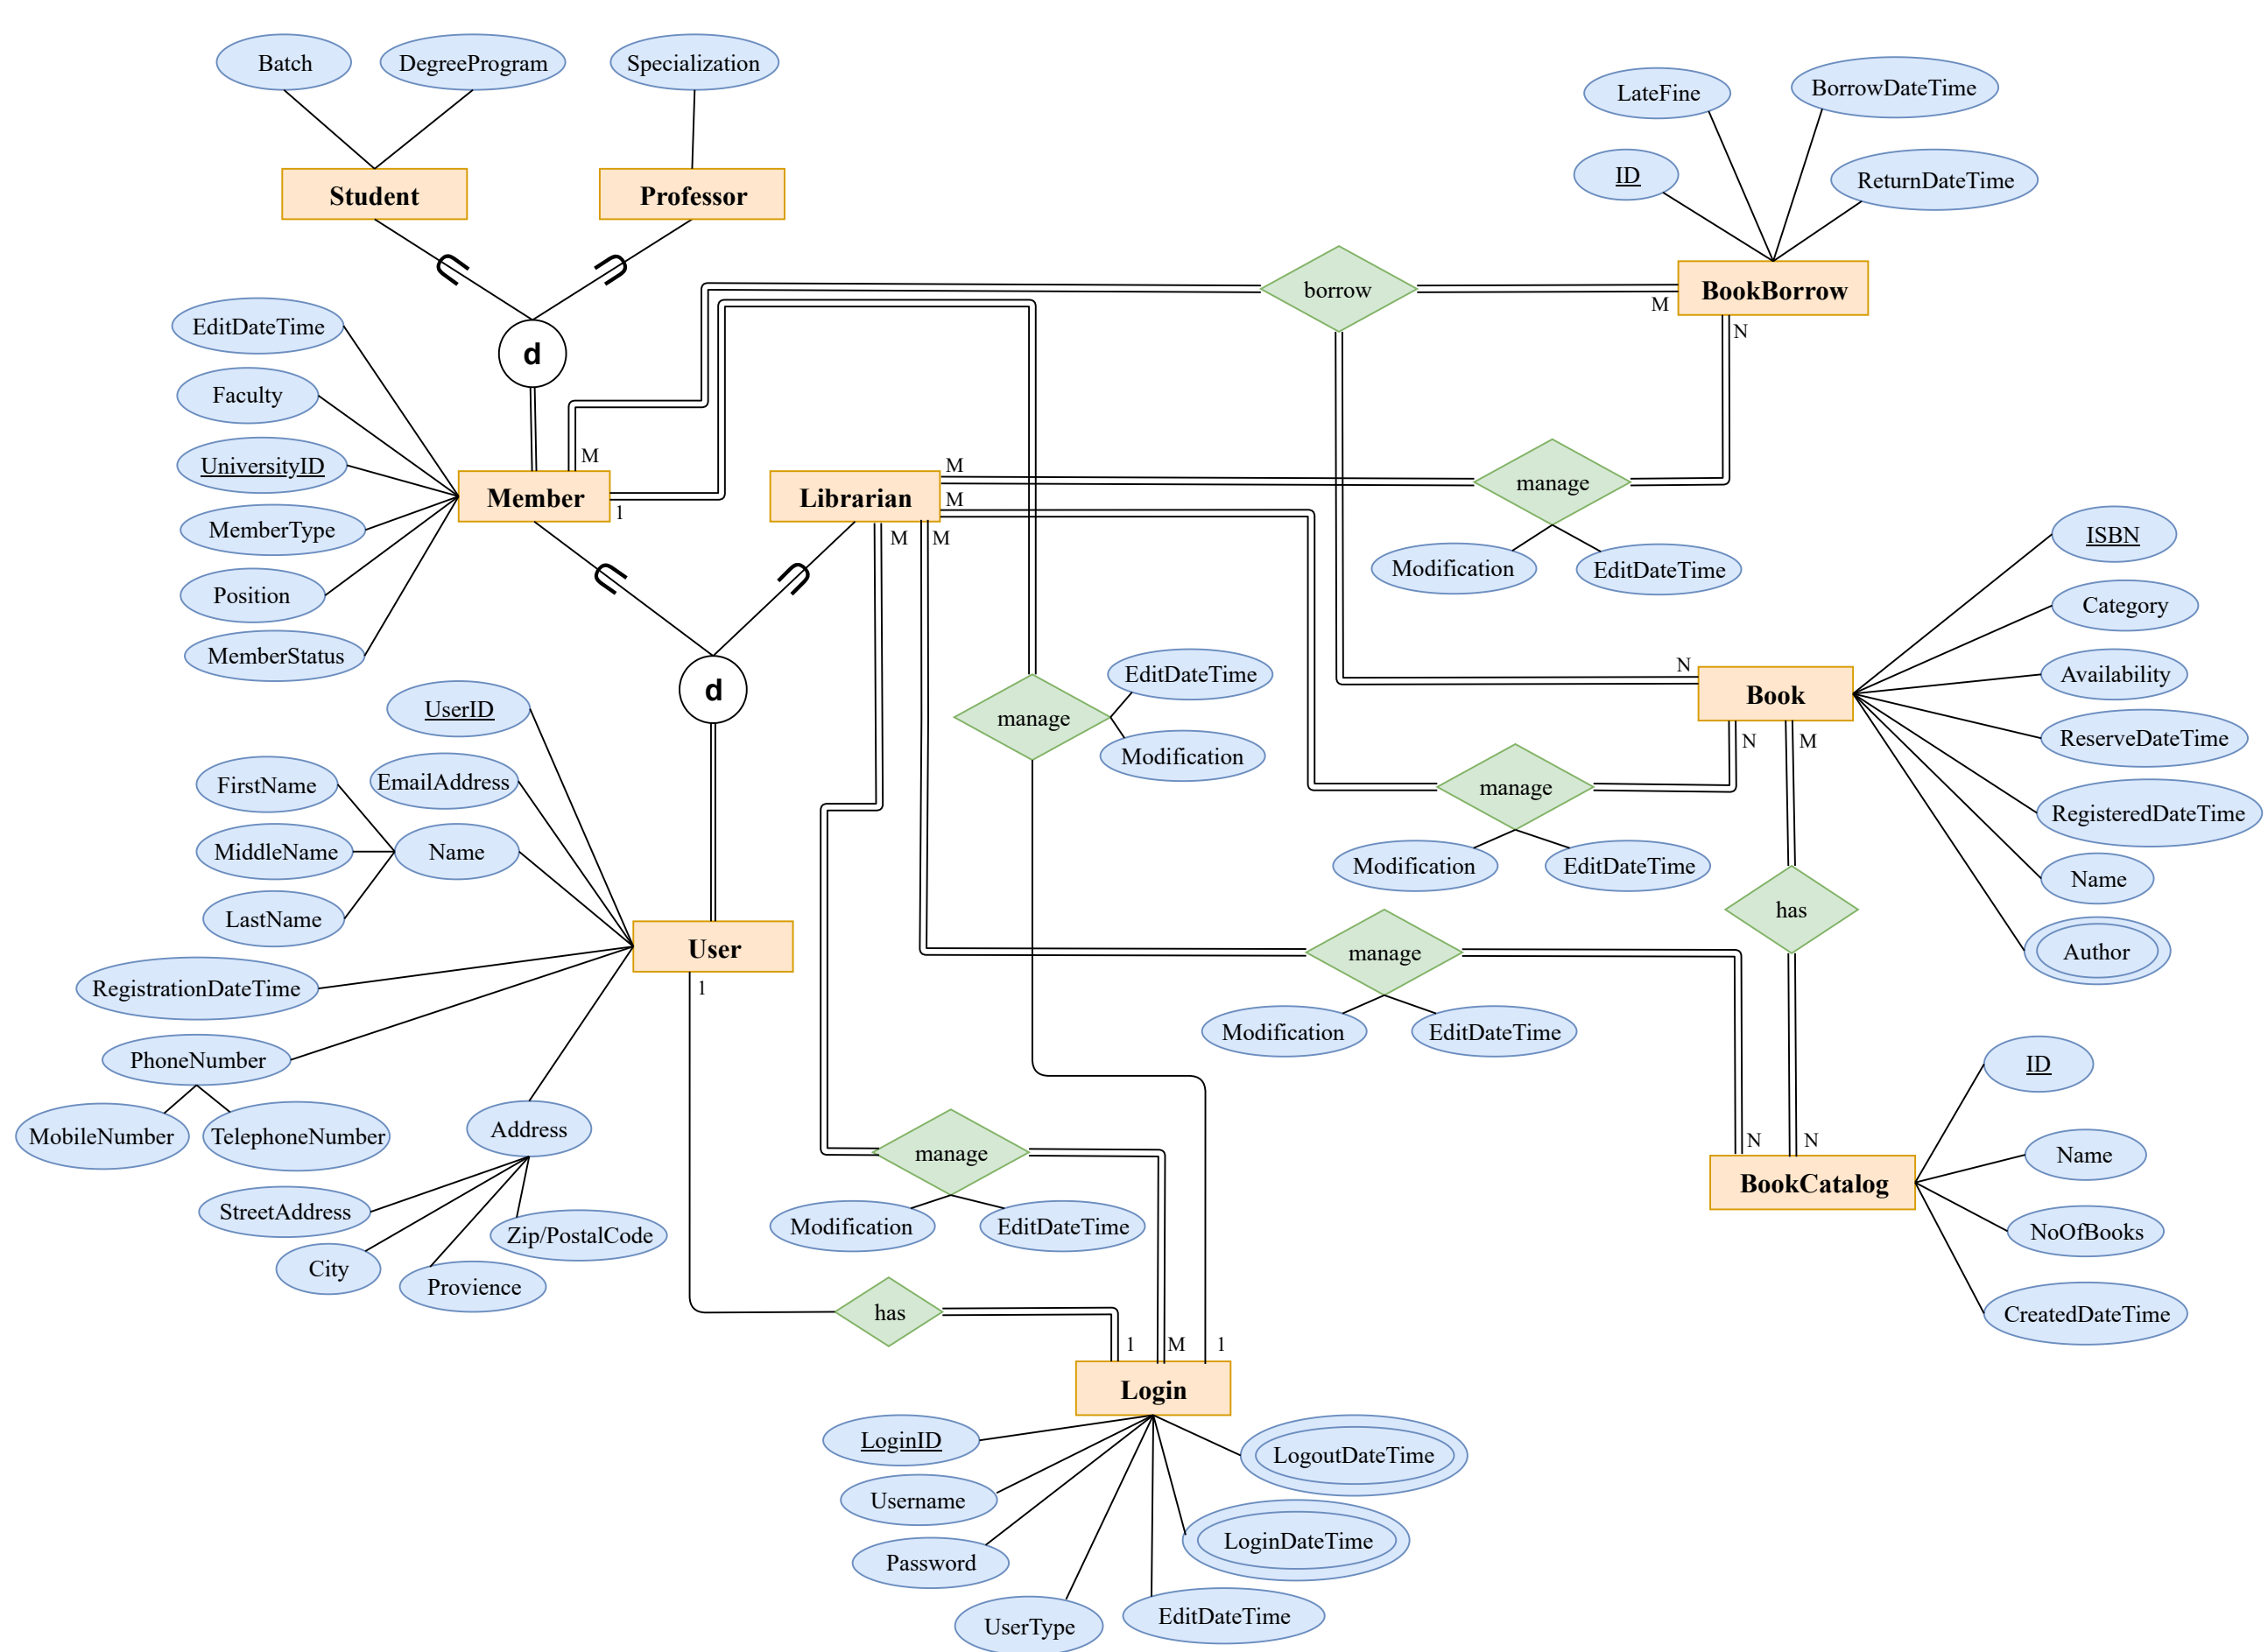 Batch
DegreeProgram
Specialization
LateFine
BorrowDateTime
ID
ReturnDateTime
Student
Professor
borrow
BookBorrow
M
N
EditDateTime
d
Faculty
UniversityID
MemberType
Position
MemberStatus
M
Member
1
Librarian
M
M
M
M
manage
Modification
EditDateTime
ISBN
Category
Availability
ReserveDateTime
RegisteredDateTime
Name
Author
N
Book
N
M
d
manage
EditDateTime
Modification
manage
Modification
EditDateTime
UserID
EmailAddress
FirstName
MiddleName
Name
LastName
User
1
RegistrationDateTime
PhoneNumber
MobileNumber
TelephoneNumber
Address
StreetAddress
City
Provience
Zip/PostalCode
has
manage
Modification
EditDateTime
ID
Name
NoOfBooks
CreatedDateTime
N
N
BookCatalog
manage
Modification
EditDateTime
has
1
M
1
Login
LoginID
Username
Password
UserType
EditDateTime
LoginDateTime
LogoutDateTime